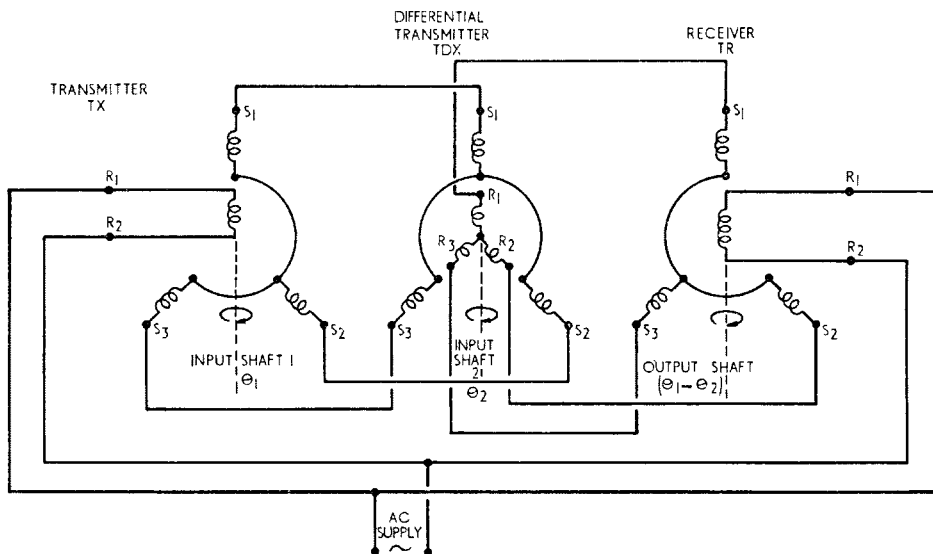 DIFFERENTIAL
TRANSMITTER
TDX
RECEIVER
TR
TRANSMITTER
TX
S1
S1
S1
R1
R2
R1
R3
R2
R1
R2
S3
S2
S3
S2
S3
S2
INPUT SHAFT I
θ1
INPUT
SHAFT
2
θ2
OUTPUT SHAFT
(θ1-θ2)
AC
SUPPLY
~